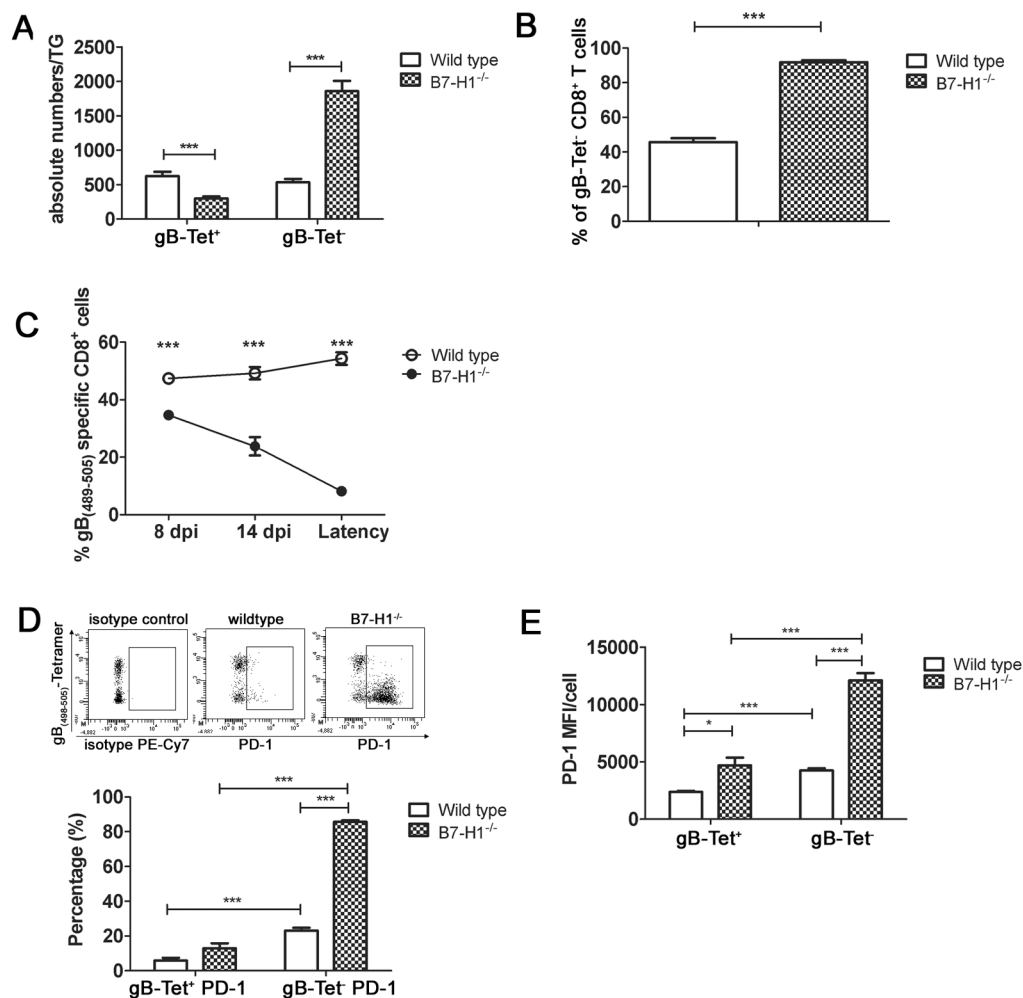 A
absolute numbers/TG
2500
2000
1500
1000
500
0
***
***
gB-Tet⁺
gB-Tet⁻
Wild type
B7-H1⁻/⁻
B
% of gB-Tet⁻ CD8⁺ T cells
100
80
60
40
20
0
***
Wild type
B7-H1⁻/⁻
C
% gB(489-505) specific CD8⁺ cells
60
40
20
0
***
***
***
8 dpi
14 dpi
Latency
Wild type
B7-H1⁻/⁻
D
gB(498-505)-Tetramer
isotype control
wildtype
B7-H1⁻/⁻
isotype PE-Cy7
PD-1
PD-1
Percentage (%)
100
80
60
40
20
0
***
***
***
gB-Tet⁺ PD-1
gB-Tet⁻ PD-1
Wild type
B7-H1⁻/⁻
E
PD-1 MFI/cell
15000
10000
5000
0
***
***
***
*
gB-Tet⁺
gB-Tet⁻
Wild type
B7-H1⁻/⁻